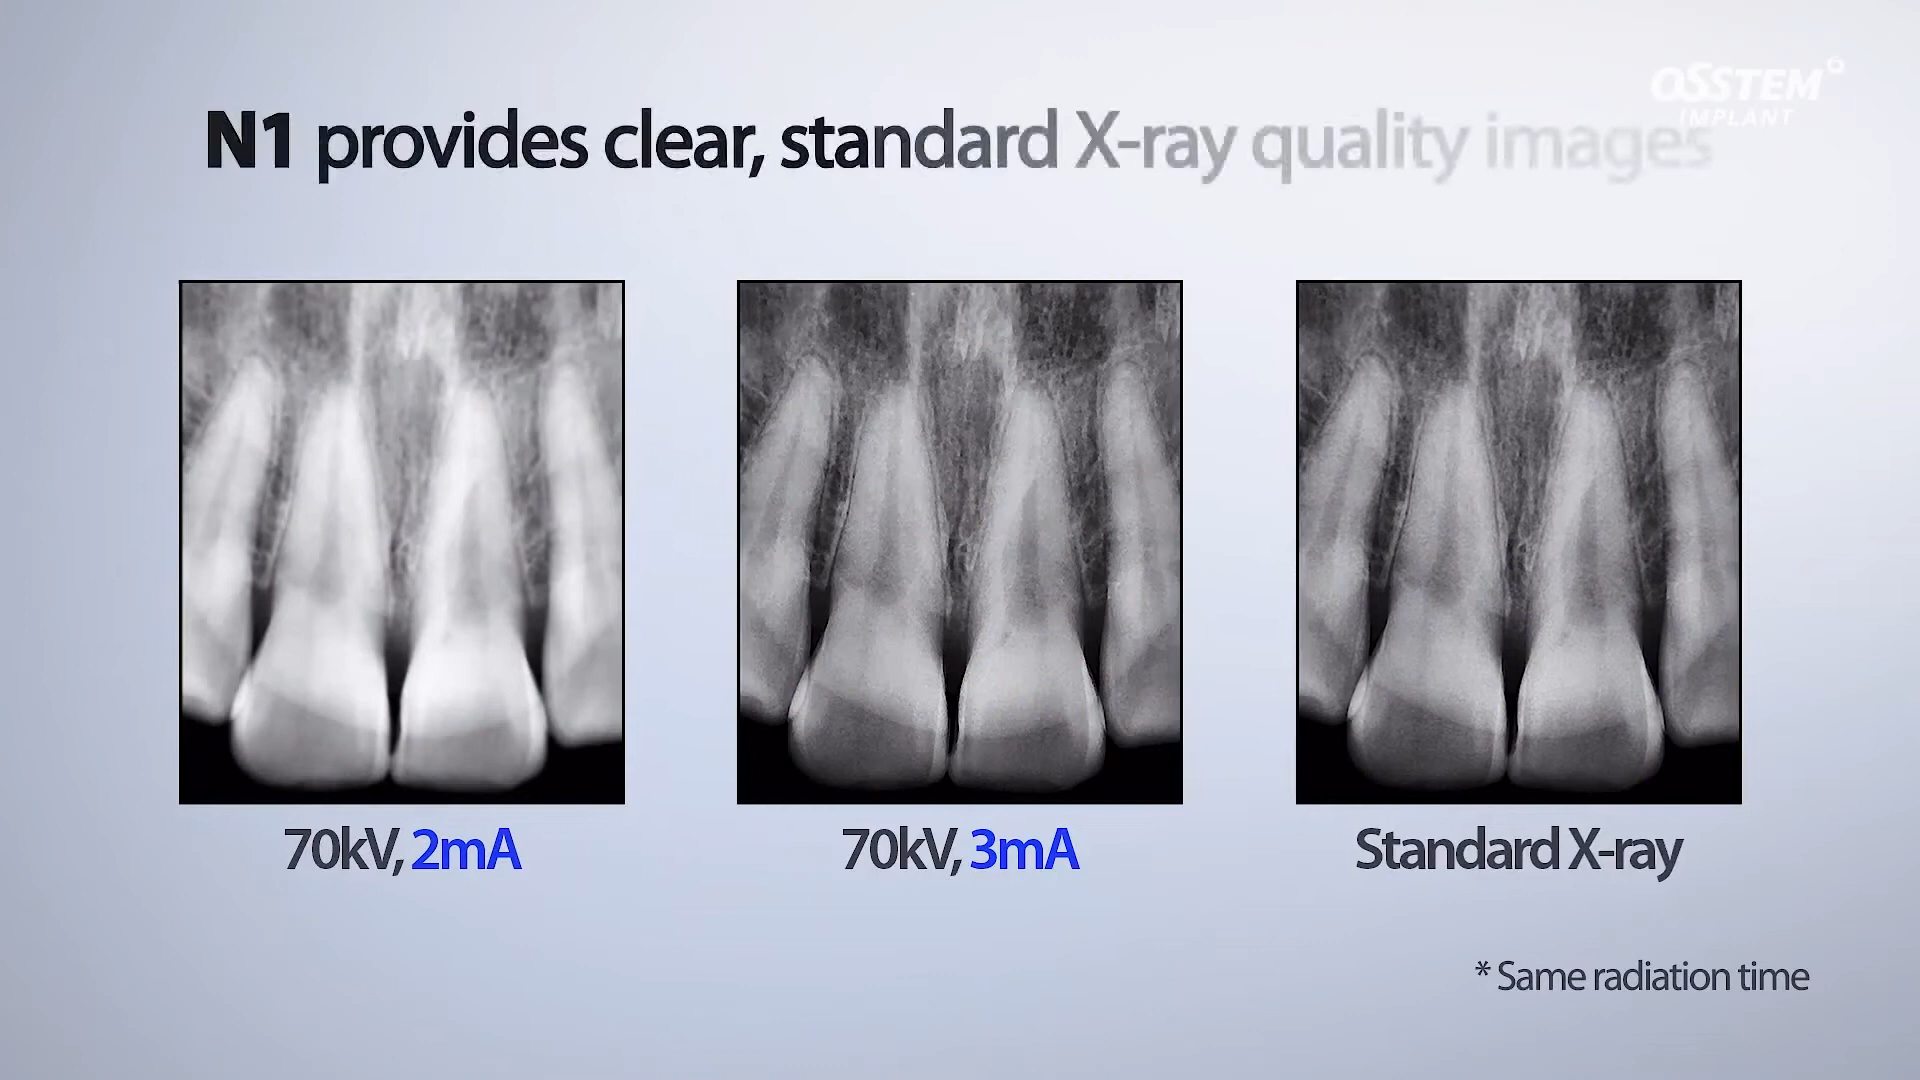 OSSTEM
IMPLANT
N1 provides clear, standard X-ray quality images
70kV, 2mA
70kV, 3mA
Standard X-ray
* Same radiation time